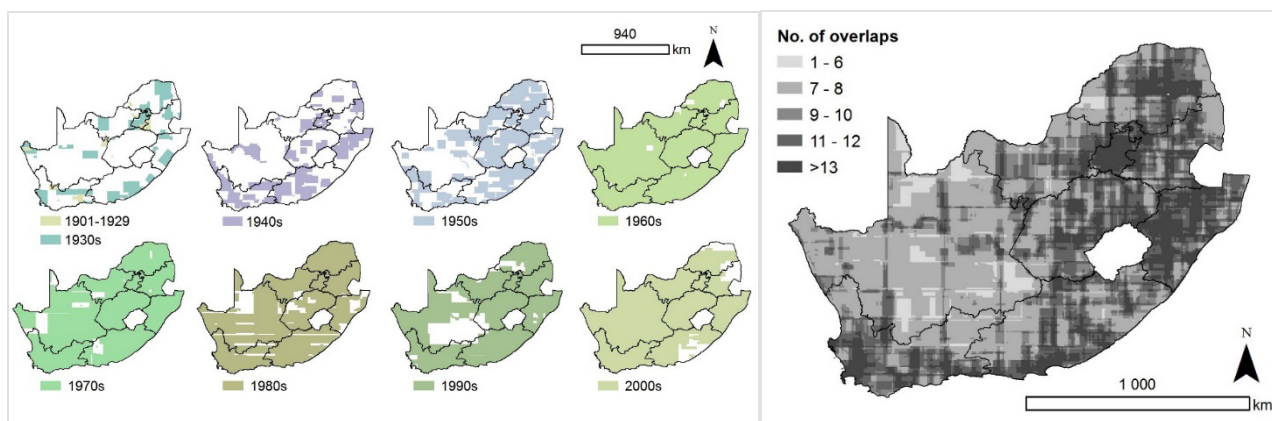 940
km
N
1901-1929
1930s
1940s
1950s
1960s
1970s
1980s
1990s
2000s
No. of overlaps
1 - 6
7 - 8
9 - 10
11 - 12
>13
N
1 000
km